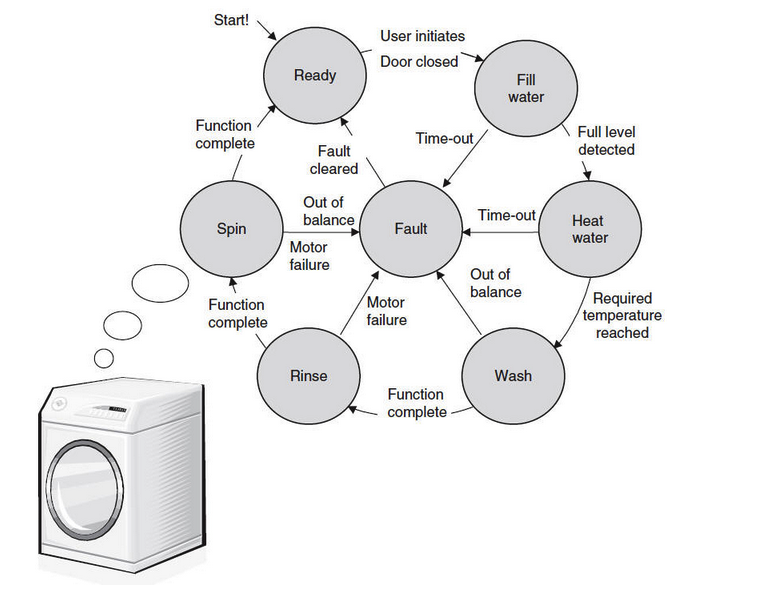 Start!
User initiates
Door closed
Ready
Fill
water
Function
complete
Time-out
Full level
detected
Fault
cleared
Out of
balance
Motor
failure
Spin
Fault
Time-out
Heat
water
Out of
balance
Required
temperature
reached
Function
complete
Motor
failure
Rinse
Wash
Function
complete